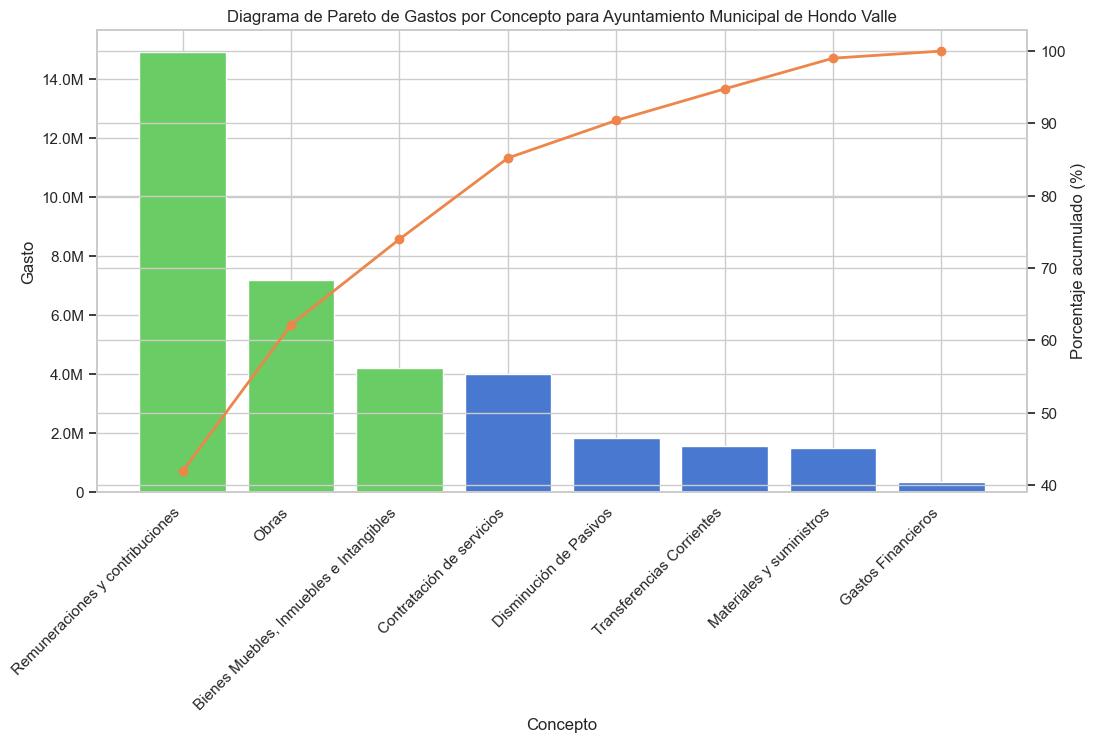 Diagrama de Pareto de Gastos por Concepto para Ayuntamiento Municipal de Hondo Valle
Gasto
14.0M
12.0M
10.0M
8.0M
6.0M
4.0M
2.0M
0
100
90
80
70
60
50
40
Porcentaje acumulado (%)
Remuneraciones y contribuciones
Obras
Bienes Muebles, Inmuebles e Intangibles
Contratación de servicios
Disminución de Pasivos
Transferencias Corrientes
Materiales y suministros
Gastos Financieros
Concepto